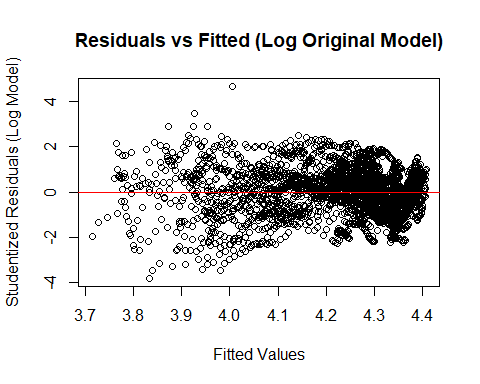 Residuals vs Fitted (Log Original Model)
Studentized Residuals (Log Model)
4
2
0
-2
-4
3.7 3.8 3.9 4.0 4.1 4.2 4.3 4.4
Fitted Values